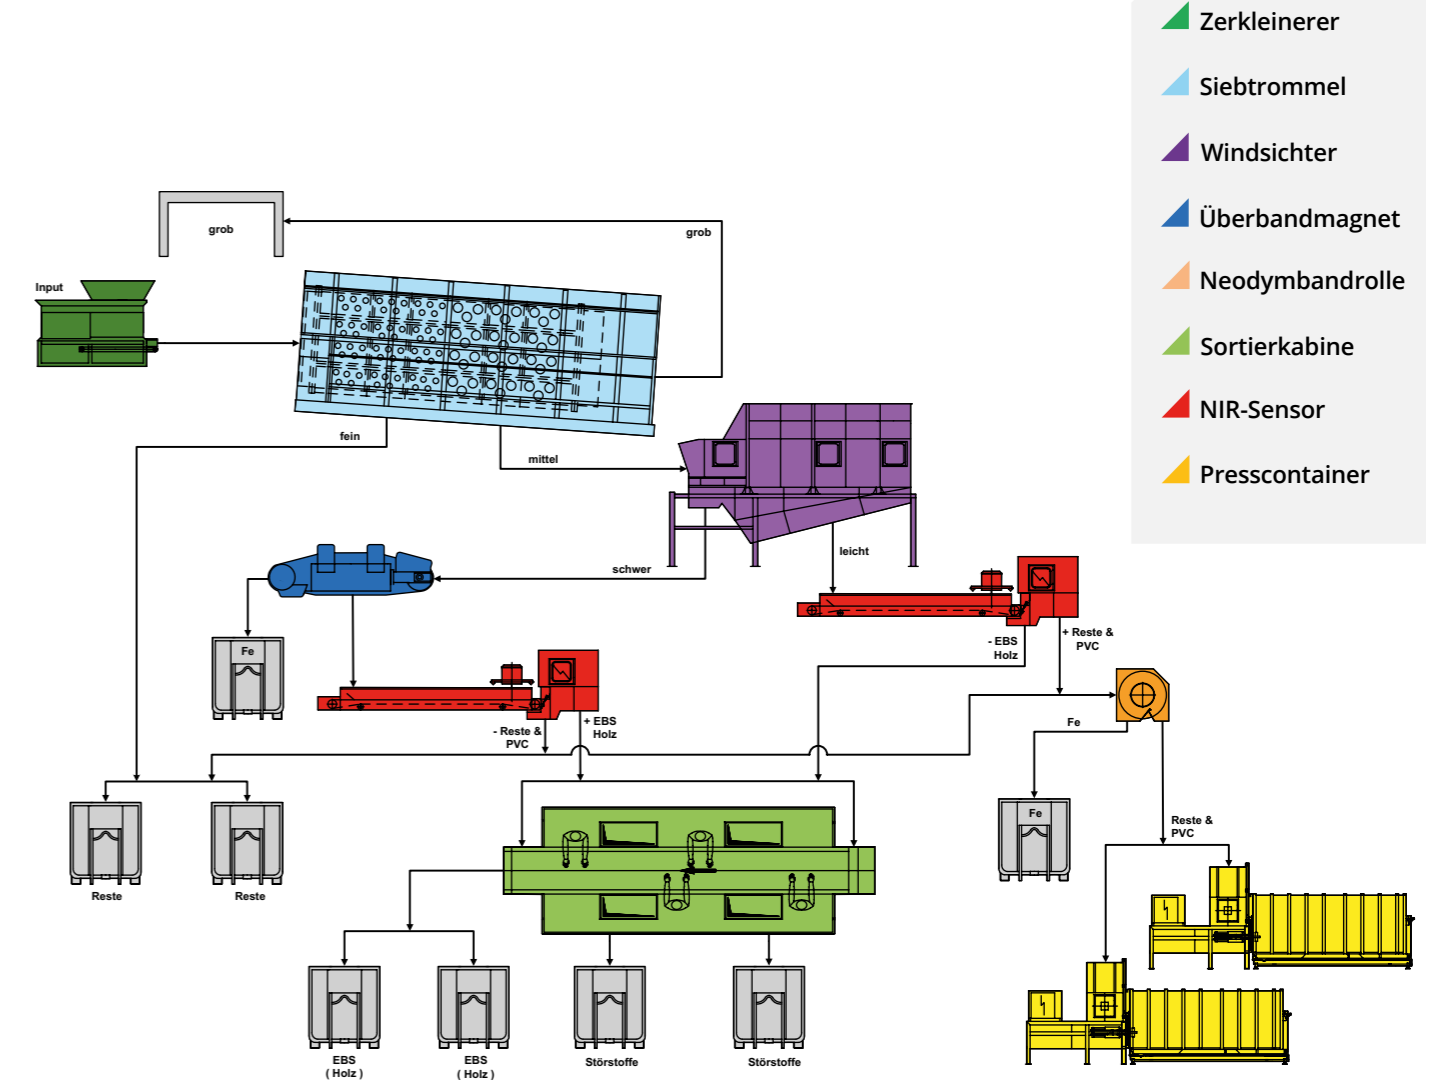 Zerkleinerer
Siebtrommel
Windsichter
Überbandmagnet
Neodymbandrolle
Sortierkabine
NIR-Sensor
Presscontainer
grob
grob
Input
fein
mittel
leicht
schwer
- EBS
Holz
+ Reste &
PVC
Fe
- Reste &
PVC
+ EBS
Holz
Fe
Fe
Reste &
PVC
Reste
Reste
EBS
( Holz )
EBS
( Holz )
Störstoffe
Störstoffe